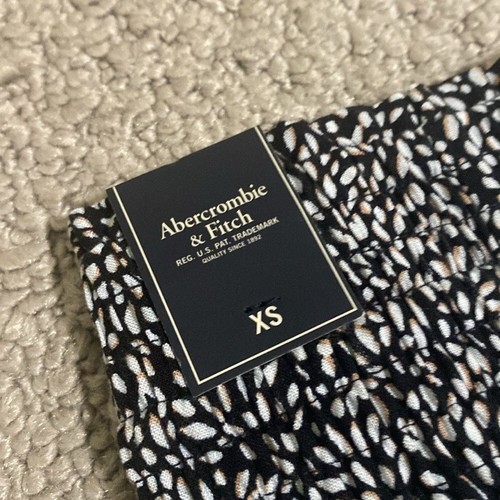 Abercrombie
& Fitch
REG. U.S. PAT. TRADEMARK
QUALITY SINCE 1892
XS